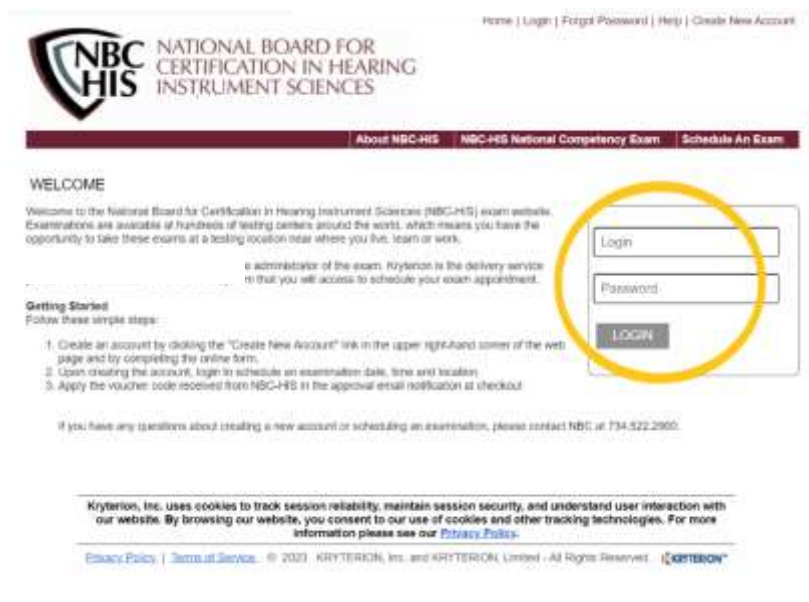 Home | Login | Forgot Password | Help | Create New Account
NBC HIS
NATIONAL BOARD FOR
CERTIFICATION IN HEARING
INSTRUMENT SCIENCES
About NBC-HIS NBC-HIS National Competency Exam Schedule An Exam
WELCOME
Welcome to the National Board for Certification in Hearing Instrument Sciences (NBC-HIS) exam website.
Examinations are available at hundreds of testing centers around the world, which means you have the
opportunity to take these exams at a testing location near where you live, learn or work.
e administrator of the exam. Kryterion is the delivery service
m that you will access to schedule your exam appointment.
Login
Password
LOGIN
Getting Started
Follow these simple steps:
1. Create an account by clicking the "Create New Account" link in the upper right-hand corner of the web
page and by completing the online form.
2. Upon creating the account, login to schedule an examination date, time and location
3. Apply the voucher code received from NBC-HIS in the approval email notification at checkout
If you have any questions about creating a new account or scheduling an examination, please contact NBC at 734.522.2900.
Kryterion, Inc. uses cookies to track session reliability, maintain session security, and understand user interaction with
our website. By browsing our website, you consent to our use of cookies and other tracking technologies. For more
information please see our Privacy Policy.
Privacy Policy | Terms of Service © 2023 KRYTERION, Inc. and KRYTERION, Limited - All Rights Reserved. KRYTERION